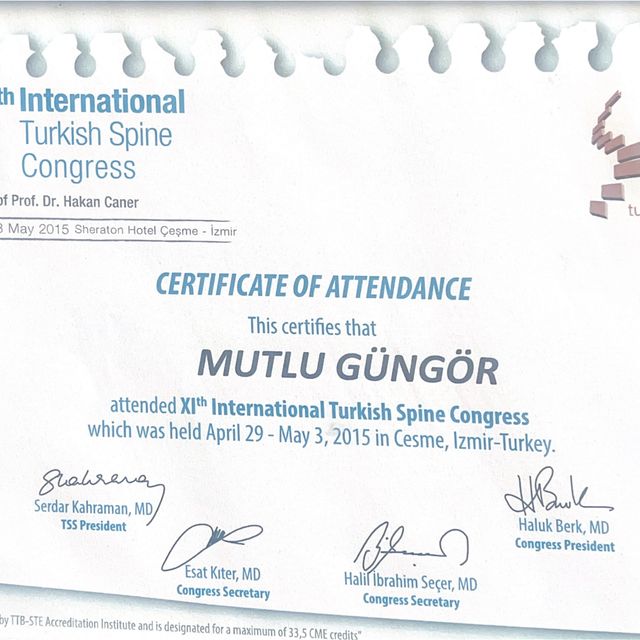 th International
Turkish Spine
Congress
of Prof. Dr. Hakan Caner
3 May 2015 Sheraton Hotel Çeşme - İzmir
tu
CERTIFICATE OF ATTENDANCE
This certifies that
MUTLU GÜNGÖR
attended XIth International Turkish Spine Congress
which was held April 29 - May 3, 2015 in Cesme, Izmir-Turkey.
Serdar Kahraman, MD
TSS President
Haluk Berk, MD
Congress President
Esat Kıter, MD
Congress Secretary
Halil İbrahim Seçer, MD
Congress Secretary
by TTB-STE Accreditation Institute and is designated for a maximum of 33,5 CME credits"